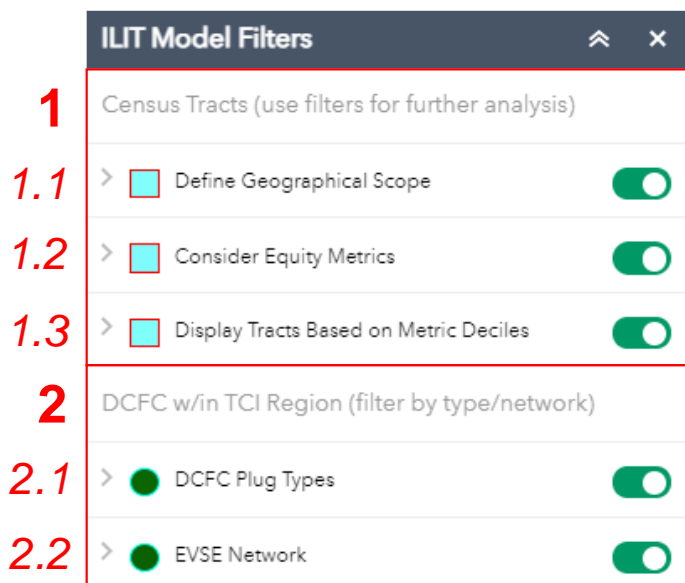 ILIT Model Filters
1 Census Tracts (use filters for further analysis)
1.1 Define Geographical Scope
1.2 Consider Equity Metrics
1.3 Display Tracts Based on Metric Deciles
2 DCFC w/in TCI Region (filter by type/network)
2.1 DCFC Plug Types
2.2 EVSE Network